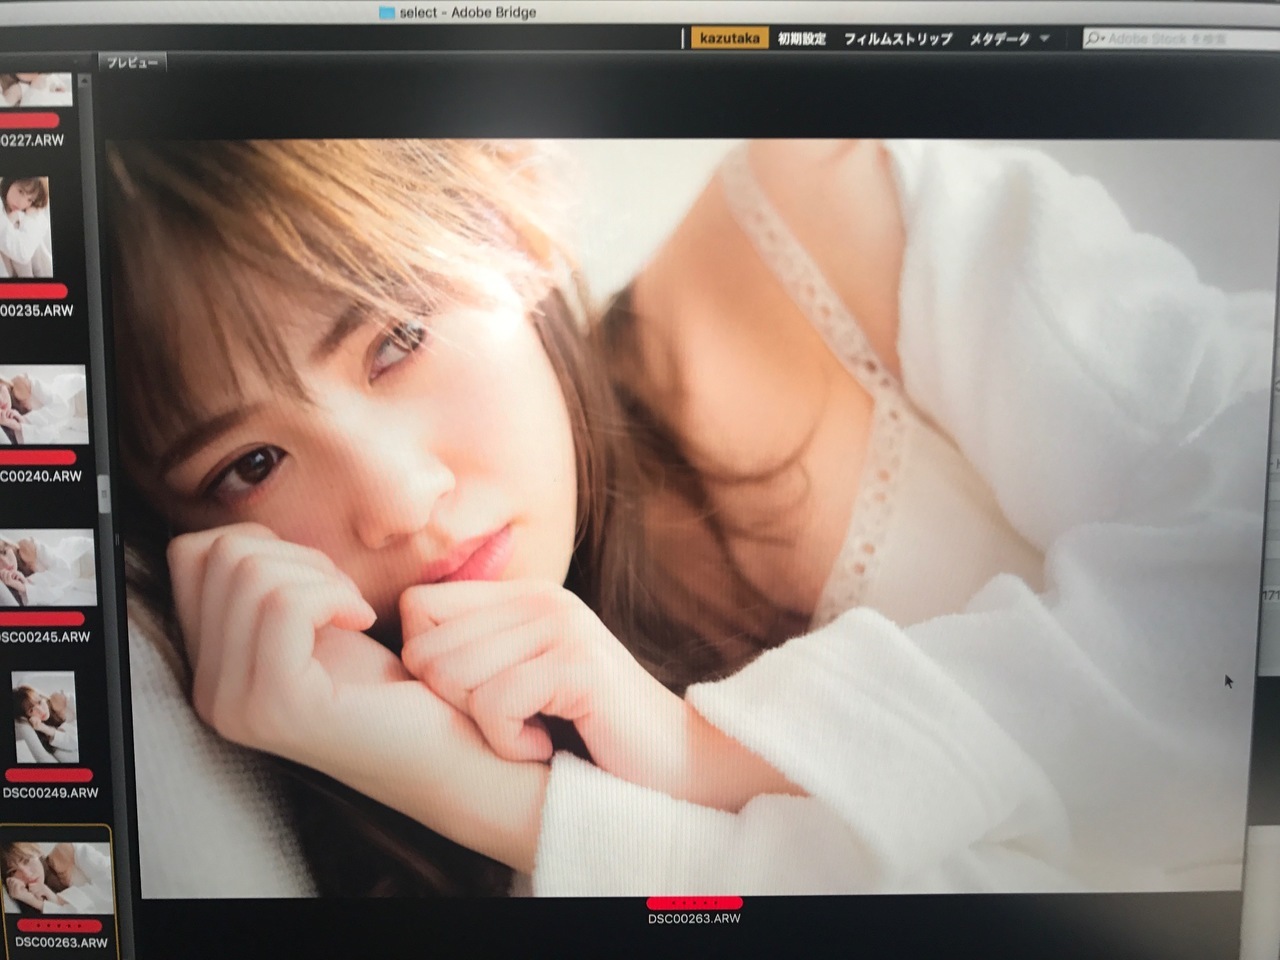 select - Adobe Bridge
kazutaka 初期設定 フィルムストリップ メタデータ
Adobe Stock を検索
プレビュー
0227.ARW
00235.ARW
C00240.ARW
SC00245.ARW
DSC00249.ARW
DSC00263.ARW
DSC00263.ARW
171